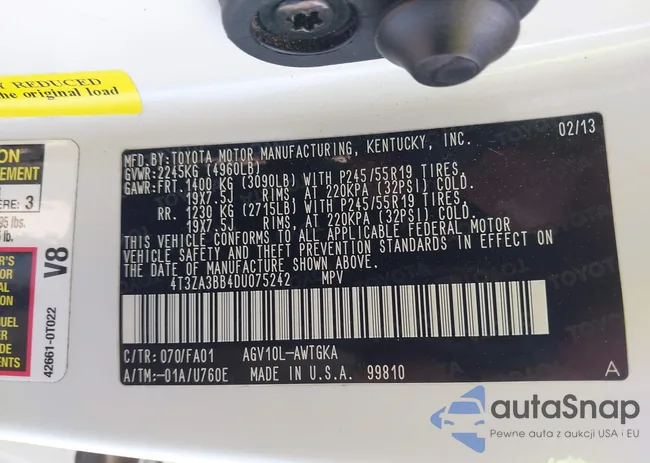 N REDUCED
the original load
ON
EMENT
ERE: 3
95 lbs.
lb.
V8
42661-0T022
02/13
MFD.BY:TOYOTA MOTOR MANUFACTURING, KENTUCKY, INC.
GVWR:2245KG (4960LB)
GAWR:FRT. 1400 KG (3090LB) WITH P245/55R19 TIRES,
19X7.5J RIMS, AT 220KPA (32PSI) COLD.
RR. 1230 KG (2715LB) WITH P245/55R19 TIRES,
19X7.5J RIMS, AT 220KPA (32PSI) COLD.
THIS VEHICLE CONFORMS TO ALL APPLICABLE FEDERAL MOTOR
VEHICLE SAFETY AND THEFT PREVENTION STANDARDS IN EFFECT ON
THE DATE OF MANUFACTURE SHOWN ABOVE.
4T3ZA3BB4DU075242 MPV
C/TR: 070/FA01 AGV10L-AWTGKA
A/TM:-01A/U760E MADE IN U.S.A. 99810
A
autaSnap
Pewne auta z aukcji USA i EU